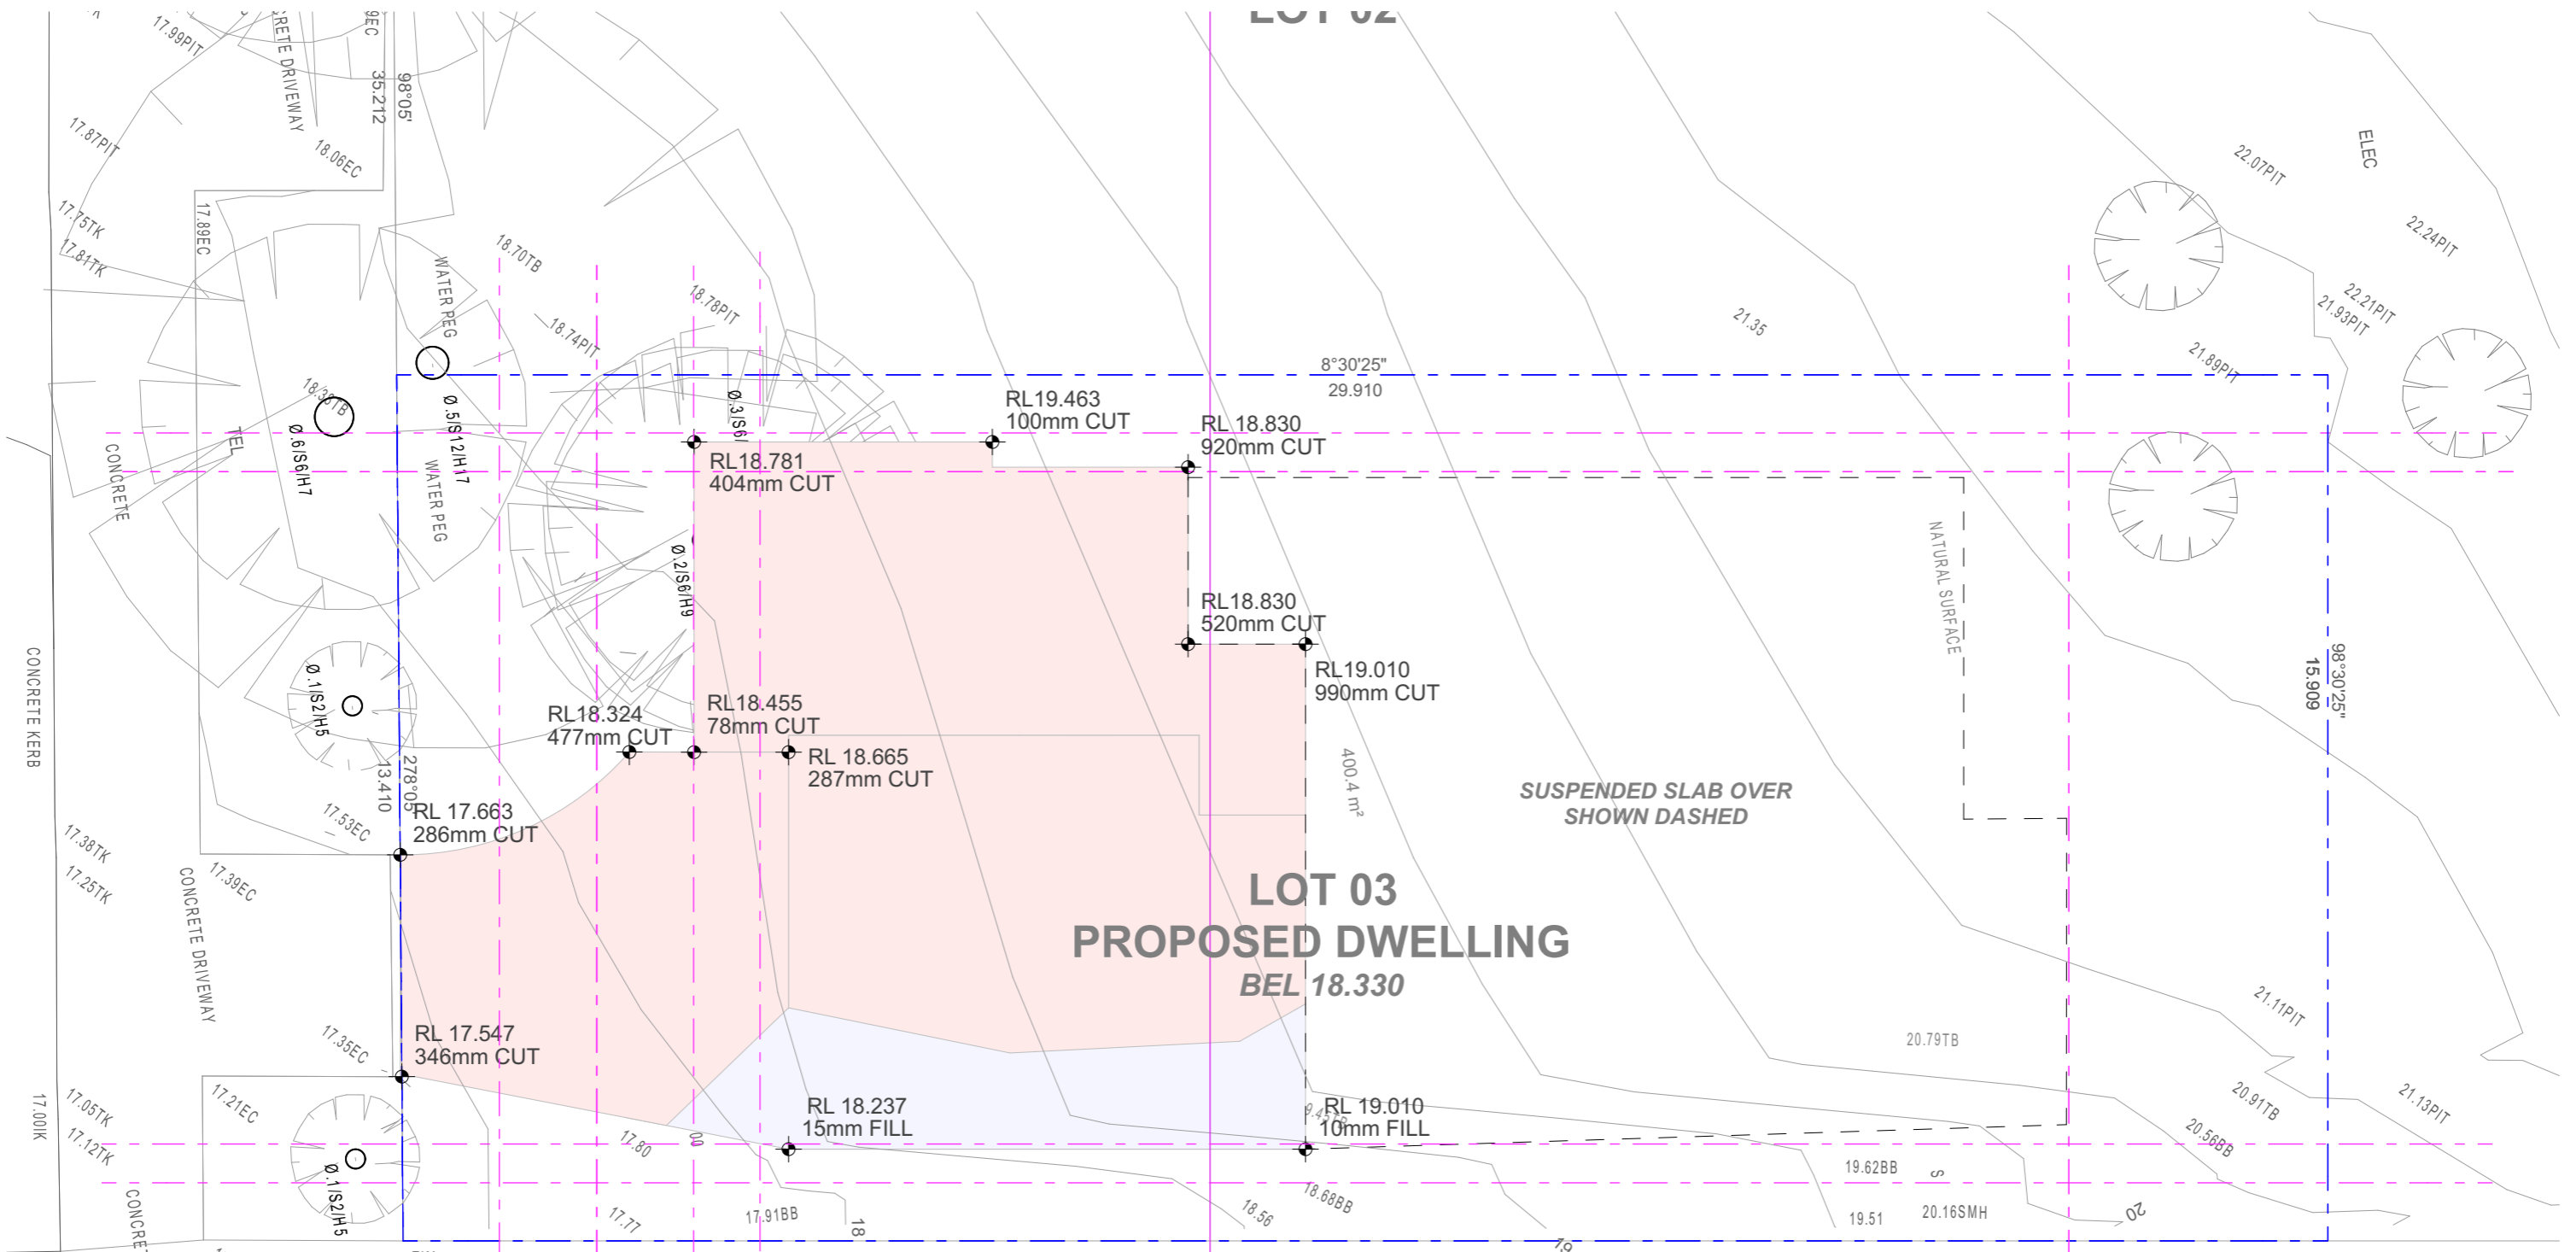 LOT 02
17.99PIT
CONCRETE DRIVEWAY
35.212
98°05'
17.87PIT
18.06EC
17.75TK
17.81TK
17.89EC
WATER PEG
18.70TB
18.78PIT
18.74PIT
22.07PIT
ELEC
22.24PIT
22.21PIT
21.93PIT
21.89PIT
21.35
8°30'25"
29.910
18.33TB
TEL
Ø.6/S6/H7
Ø.5/S12/H17
WATER PEG
CONCRETE
Ø.3/S6/
RL19.463
100mm CUT
RL 18.830
920mm CUT
RL18.781
404mm CUT
Ø.2/S6/H9
NATURAL SURFACE
RL18.830
520mm CUT
RL19.010
990mm CUT
98°30'25"
15.909
CONCRETE KERB
Ø.1/S2/H5
RL18.324
477mm CUT
RL18.455
78mm CUT
RL 18.665
287mm CUT
278°05'
13.410
400.4 m²
SUSPENDED SLAB OVER
SHOWN DASHED
RL 17.663
286mm CUT
17.53EC
17.38TK
17.25TK
17.39EC
CONCRETE DRIVEWAY
LOT 03
PROPOSED DWELLING
BEL 18.330
21.11PIT
RL 17.547
346mm CUT
17.35EC
20.79TB
17.00IK
17.05TK
17.12TK
17.21EC
RL 18.237
15mm FILL
RL 19.010
10mm FILL
17.80
00
20.91TB
21.13PIT
20.56BB
19.62BB
S
Ø.1/S2/H5
17.77
17.91BB
18
18.56
18.68BB
19.51
20.16SMH
20
19